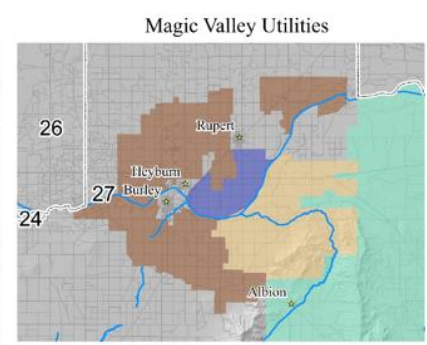 Magic Valley Utilities
26
Rupert
Heyburn
27
Burley
24
Albion